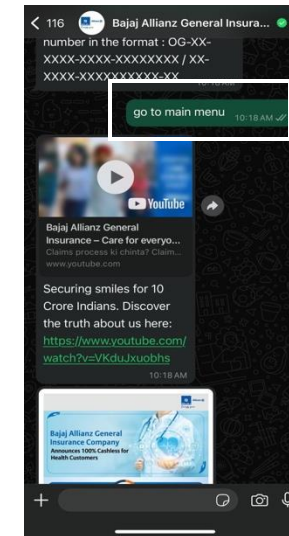 116
Bajaj Allianz General Insura...
number in the format : OG-XX-
XXXX-XXXX-XXXXXXXX / XX-
XXXX-XXXXXXXXXX-XX
go to main menu
10:18 AM
YouTube
Bajaj Allianz General
Insurance – Care for everyo...
Claims process ki chinta? Claim...
www.youtube.com
Securing smiles for 10
Crore Indians. Discover
the truth about us here:
https://www.youtube.com/
watch?v=VKduJxuobhs
10:18 AM
Bajaj Allianz General
Insurance Company
Announces 100% Cashless for
Health Customers